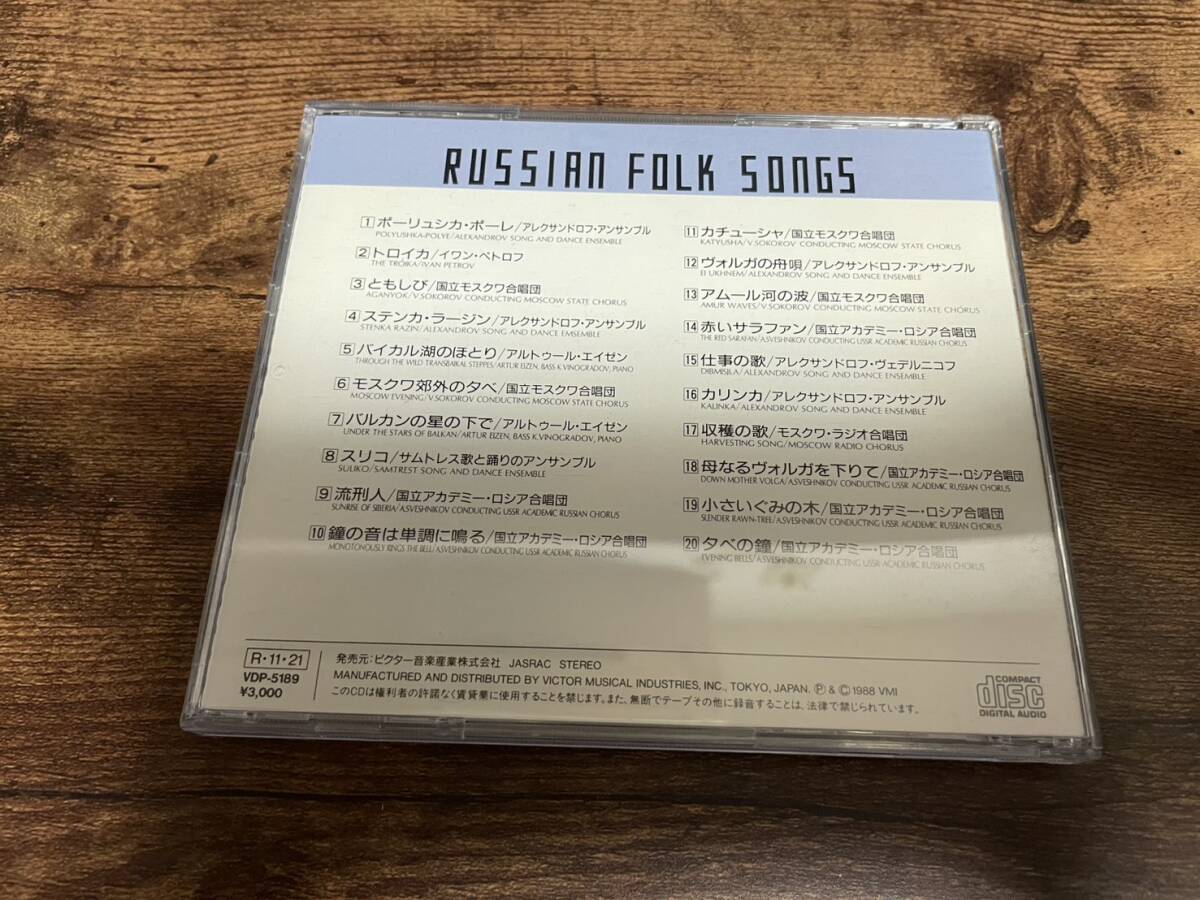 RUSSIAN FOLK SONGS
1 ポーリュシカ・ポーレ/アレクサンドロフ・アンサンブル
POLYUSHKA-POLYE/ALEXANDROV SONG AND DANCE ENSEMBLE
2 トロイカ/イワン・ペトロフ
THE TROIKA/IVAN PETROV
3 ともしび/国立モスクワ合唱団
AGANYOK/V.SOKOROV CONDUCTING MOSCOW STATE CHORUS
4 ステンカ・ラージン/アレクサンドロフ・アンサンブル
STENKA RAZIN/ALEXANDROV SONG AND DANCE EMSEMBLE
5 バイカル湖のほとり/アルトゥール・エイゼン
THROUGH THE WILD TRANSBAIKAL STEPPES/ARTUR EIZEN, BASS K.VINOGRADOV, PIANO
6 モスクワ郊外の夕べ/国立モスクワ合唱団
MOSCOW EVENING/V.SOKOROV CONDUCTING MOSCOW STATE CHORUS
7 バルカンの星の下で/アルトゥール・エイゼン
UNDER THE STARS OF BALKAN/ARTUR EIZEN, BASS K.VINOGRADOV, PIANO
8 スリコ/サムトレス歌と踊りのアンサンブル
SULIKO/SAMTREST SONG AND DANCE ENSEMBLE
9 流刑人/国立アカデミー・ロシア合唱団
SUNRISE OF SIBERIA/A.SVESHNIKOV CONDUCTING USSR ACADEMIC RUSSIAN CHORUS
10 鐘の音は単調に鳴る/国立アカデミー・ロシア合唱団
MONOTONOUSLY RINGS THE BELL/A.SVESHNIKOV CONDUCTING USSR ACADEMIC RUSSIAN CHORUS
11 カチューシャ/国立モスクワ合唱団
KATYUSHA/V.SOKOROV CONDUCTING MOSCOW STATE CHORUS
12 ヴォルガの舟唄/アレクサンドロフ・アンサンブル
EI UKHNEM/ALEXANDROV SONG AND DANCE ENSEMBLE
13 アムール河の波/国立モスクワ合唱団
AMUR WAVES/V.SOKOROV CONDUCTING MOSCOW STATE CHORUS
14 赤いサラファン/国立アカデミー・ロシア合唱団
THE RED SARAFAN/A.SVESHNIKOV CONDUCTING USSR ACADEMIC RUSSIAN CHORUS
15 仕事の歌/アレクサンドロフ・ヴェデルニコフ
DIBMISJLA/ALEXANDROV SONG AND DANCE ENSEMBLE
16 カリンカ/アレクサンドロフ・アンサンブル
KALINKA/ALEXANDROV SONG AND DANCE ENSEMBLE
17 収穫の歌/モスクワ・ラジオ合唱団
HARVESTING SONG/MOSCOW RADIO CHORUS
18 母なるヴォルガを下りて/国立アカデミー・ロシア合唱団
DOWN MOTHER VOLGA/A.SVESHNIKOV CONDUCTING USSR ACADEMIC RUSSIAN CHORUS
19 小さいぐみの木/国立アカデミー・ロシア合唱団
SLENDER RAWN-TREE/A.SVESHNIKOV CONDUCTING USSR ACADEMIC RUSSIAN CHORUS
20 夕べの鐘/国立アカデミー・ロシア合唱団
EVENING BELLS/A.SVESHNIKOV CONDUCTING USSR ACADEMIC RUSSIAN CHORUS
R・11・21
VDP-5189
¥3,000
発売元:ビクター音楽産業株式会社 JASRAC STEREO
MANUFACTURED AND DISTRIBUTED BY VICTOR MUSICAL INDUSTRIES, INC., TOKYO, JAPAN. Ⓟ & © 1988 VMI
このCDは権利者の許諾なく賃貸業に使用することを禁じます。また、無断でテープその他に録音することは、法律で禁じられています。
COMPACT
disc
DIGITAL AUDIO